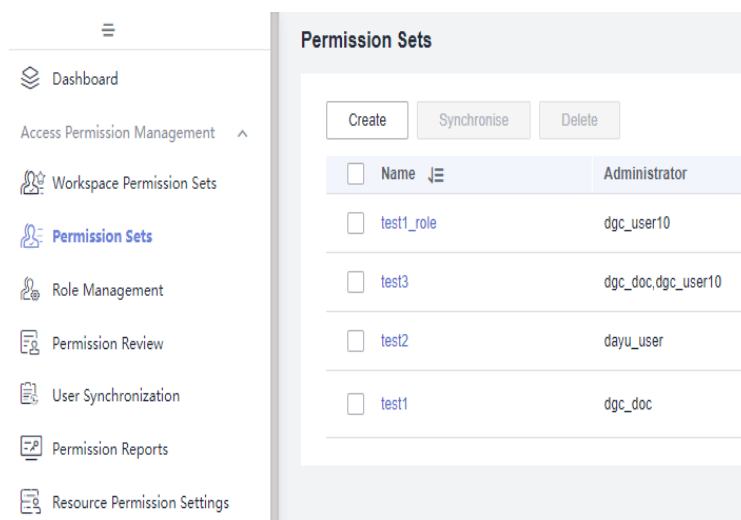 Dashboard
Access Permission Management
Workspace Permission Sets
Permission Sets
Role Management
Permission Review
User Synchronization
Permission Reports
Resource Permission Settings
Permission Sets
Create Synchronise Delete
Name Administrator
test1_role dgc_user10
test3 dgc_doc,dgc_user10
test2 dayu_user
test1 dgc_doc